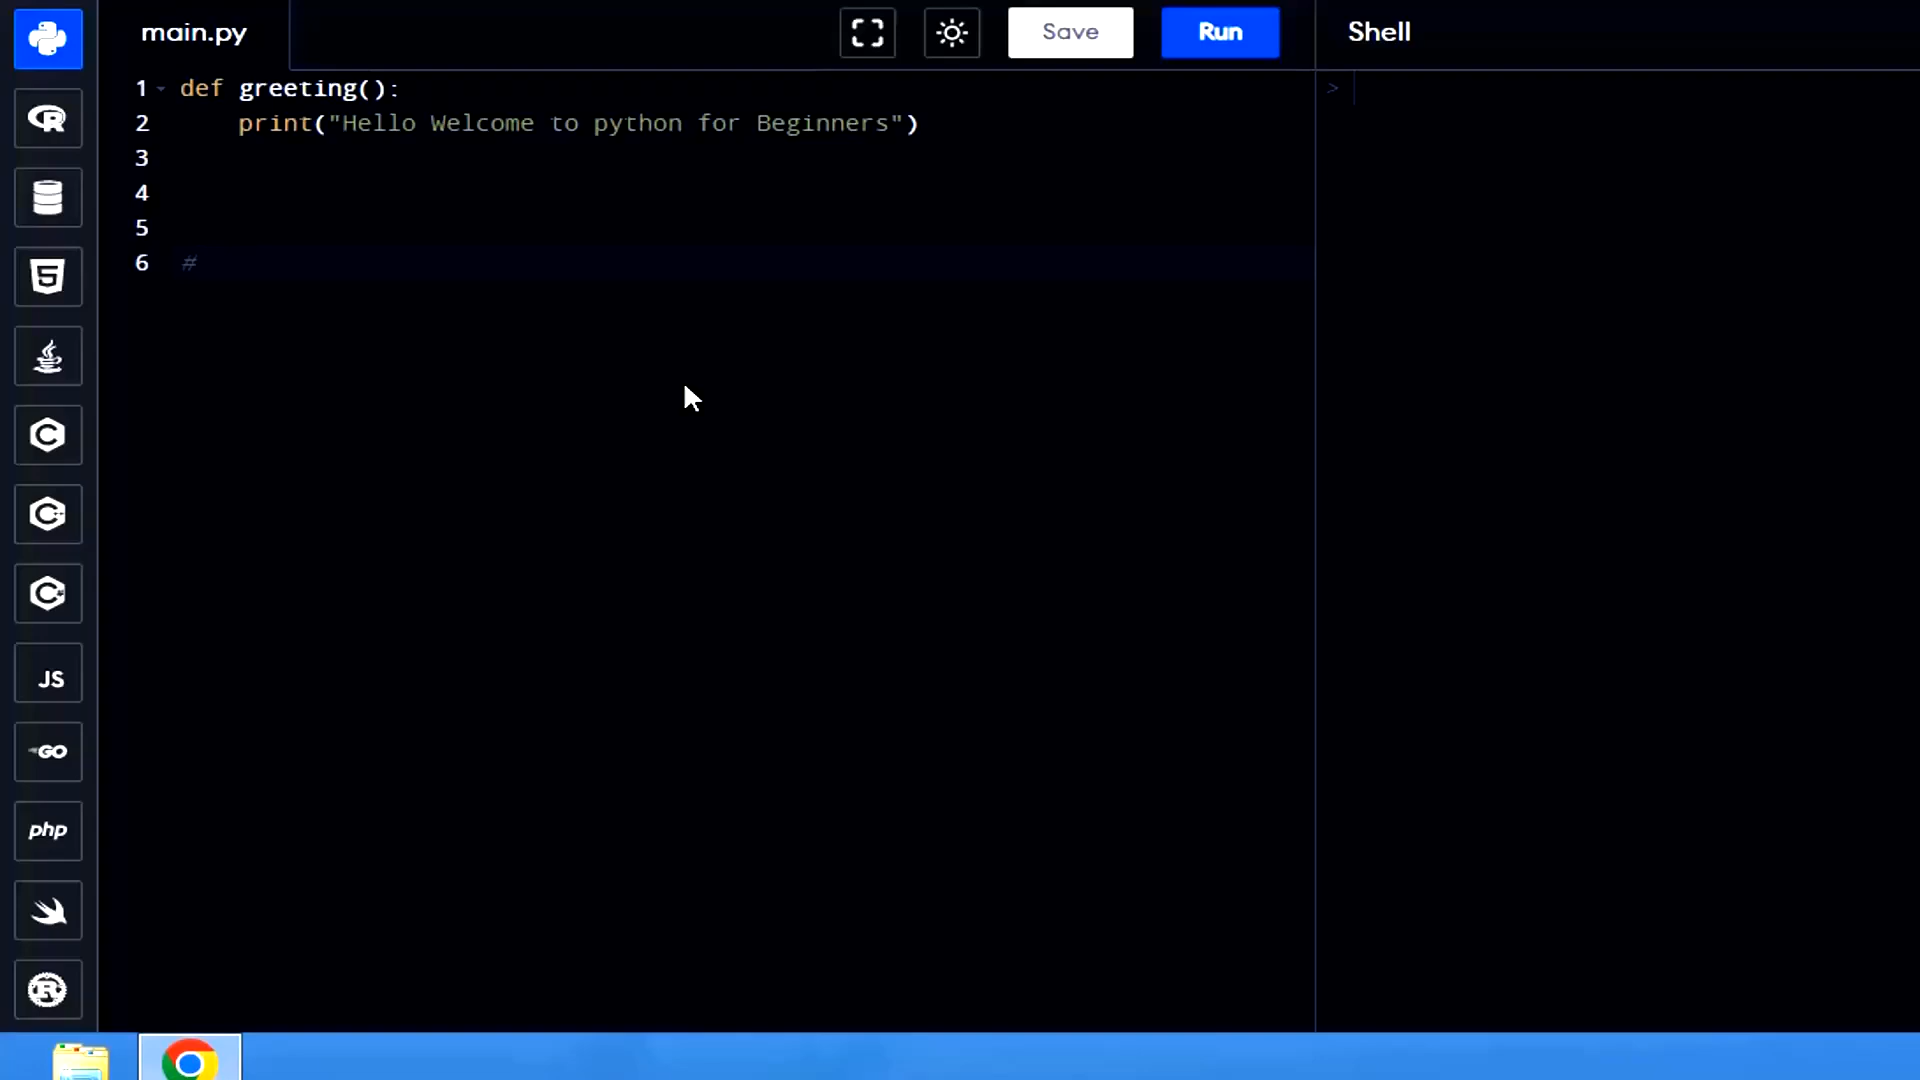 main.py
Save
Run
Shell
1 def greeting():
2     print("Hello Welcome to python for Beginners")
3
4
5
6 #
>
R
5
C
C
C
JS
GO
php
R